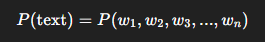 P(text) = P(w₁, w₂, w₃, ..., wₙ)